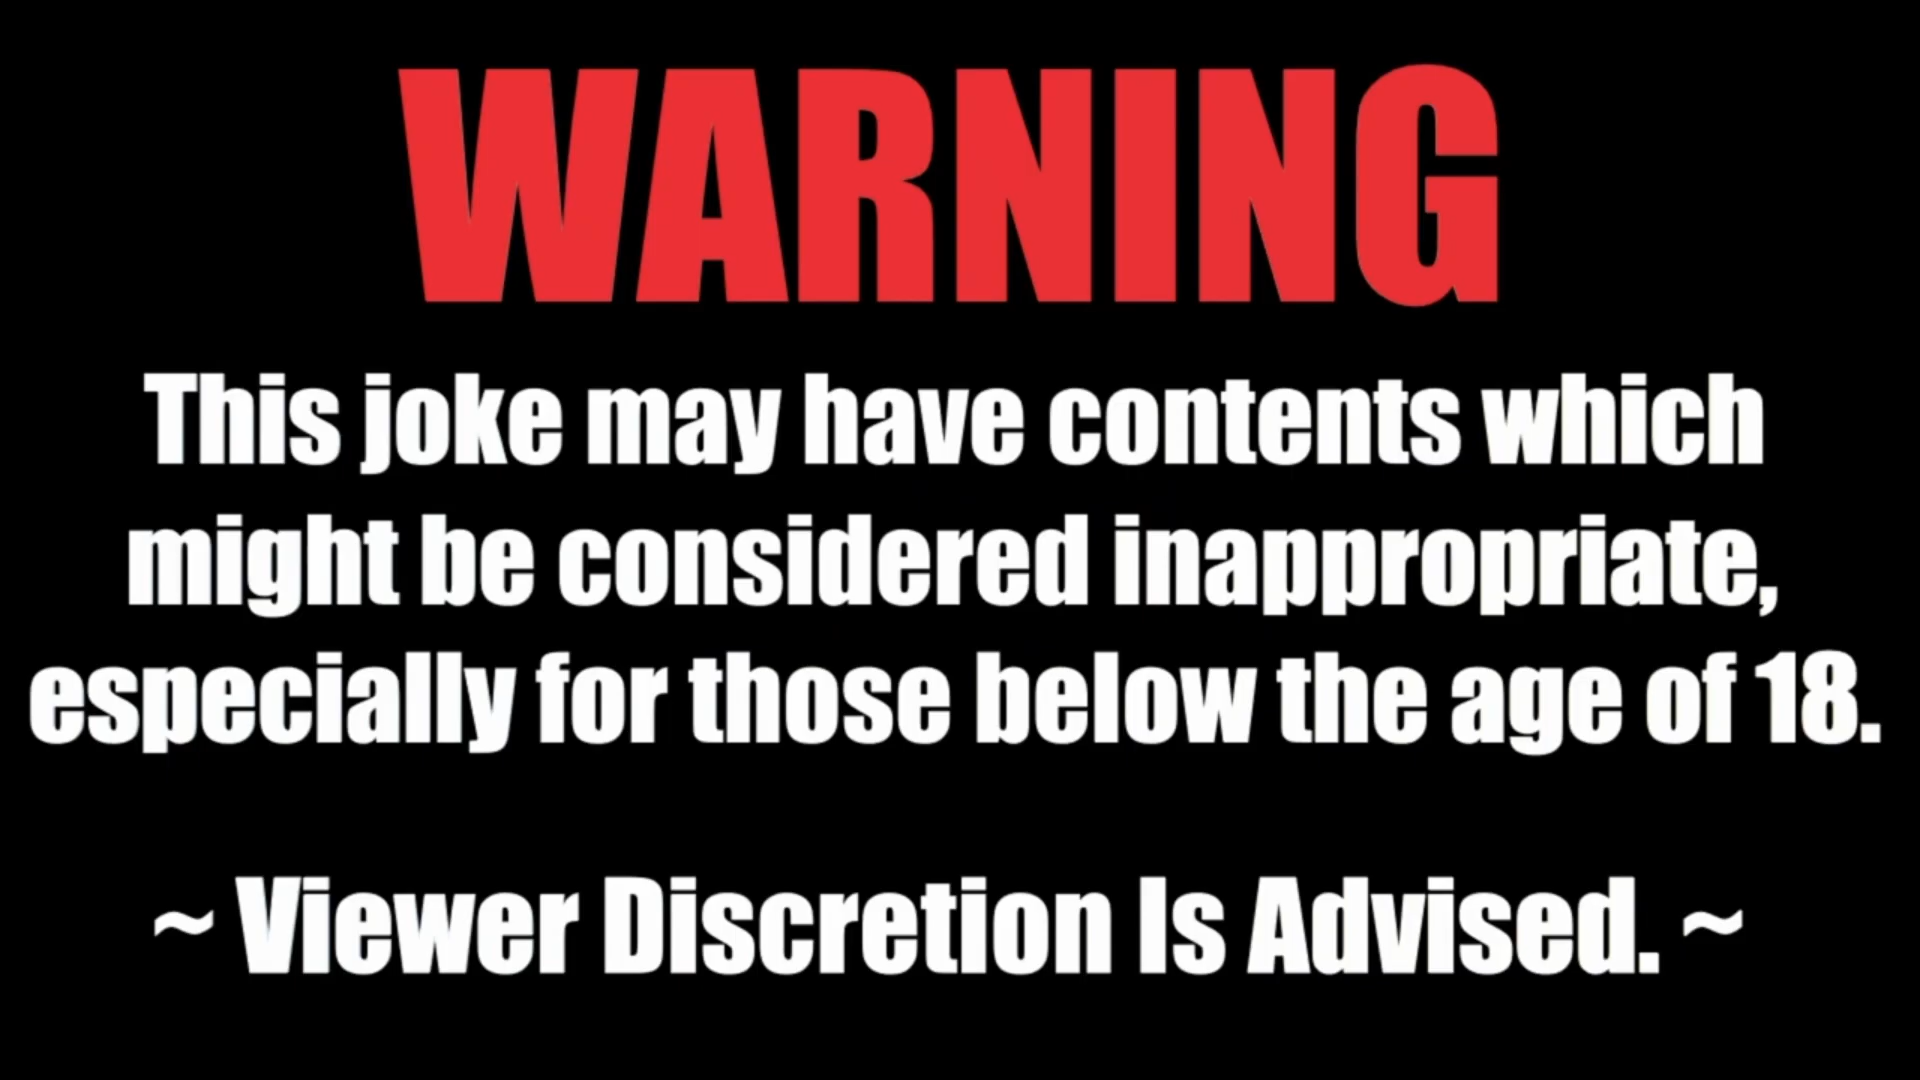 WARNING
This joke may have contents which
might be considered inappropriate,
especially for those below the age of 18.
~ Viewer Discretion Is Advised. ~